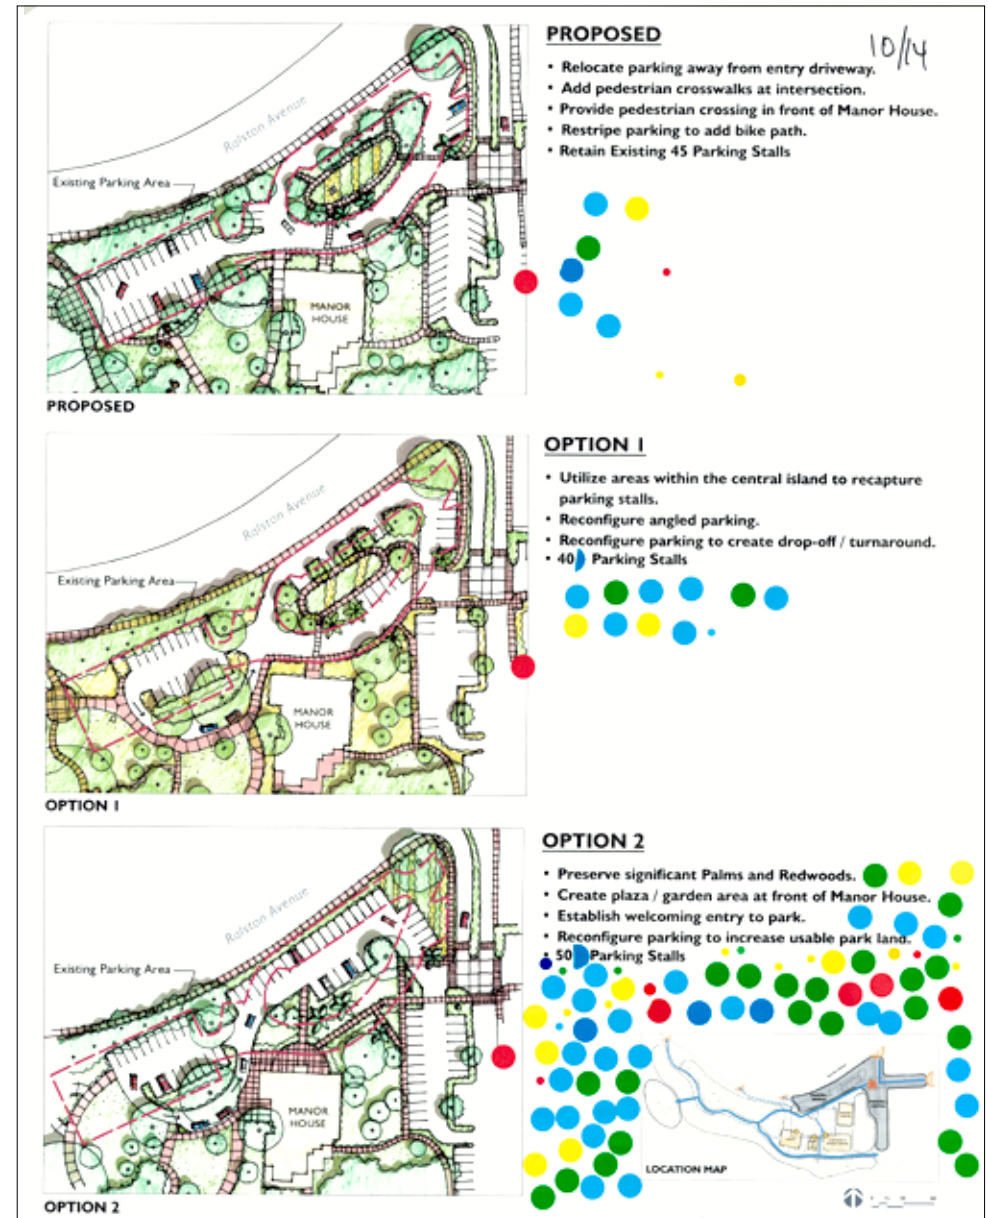 PROPOSED
10/14
• Relocate parking away from entry driveway.
• Add pedestrian crosswalks at intersection.
• Provide pedestrian crossing in front of Manor House.
• Restripe parking to add bike path.
• Retain Existing 45 Parking Stalls
Ralston Avenue
Existing Parking Area
MANOR
HOUSE
PROPOSED
OPTION 1
• Utilize areas within the central island to recapture
parking stalls.
• Reconfigure angled parking.
• Reconfigure parking to create drop-off / turnaround.
• 40 Parking Stalls
Ralston Avenue
Existing Parking Area
MANOR
HOUSE
OPTION 1
OPTION 2
• Preserve significant Palms and Redwoods.
• Create plaza / garden area at front of Manor House.
• Establish welcoming entry to park.
• Reconfigure parking to increase usable park land.
• 50 Parking Stalls
Ralston Avenue
Existing Parking Area
MANOR
HOUSE
LOCATION MAP
OPTION 2